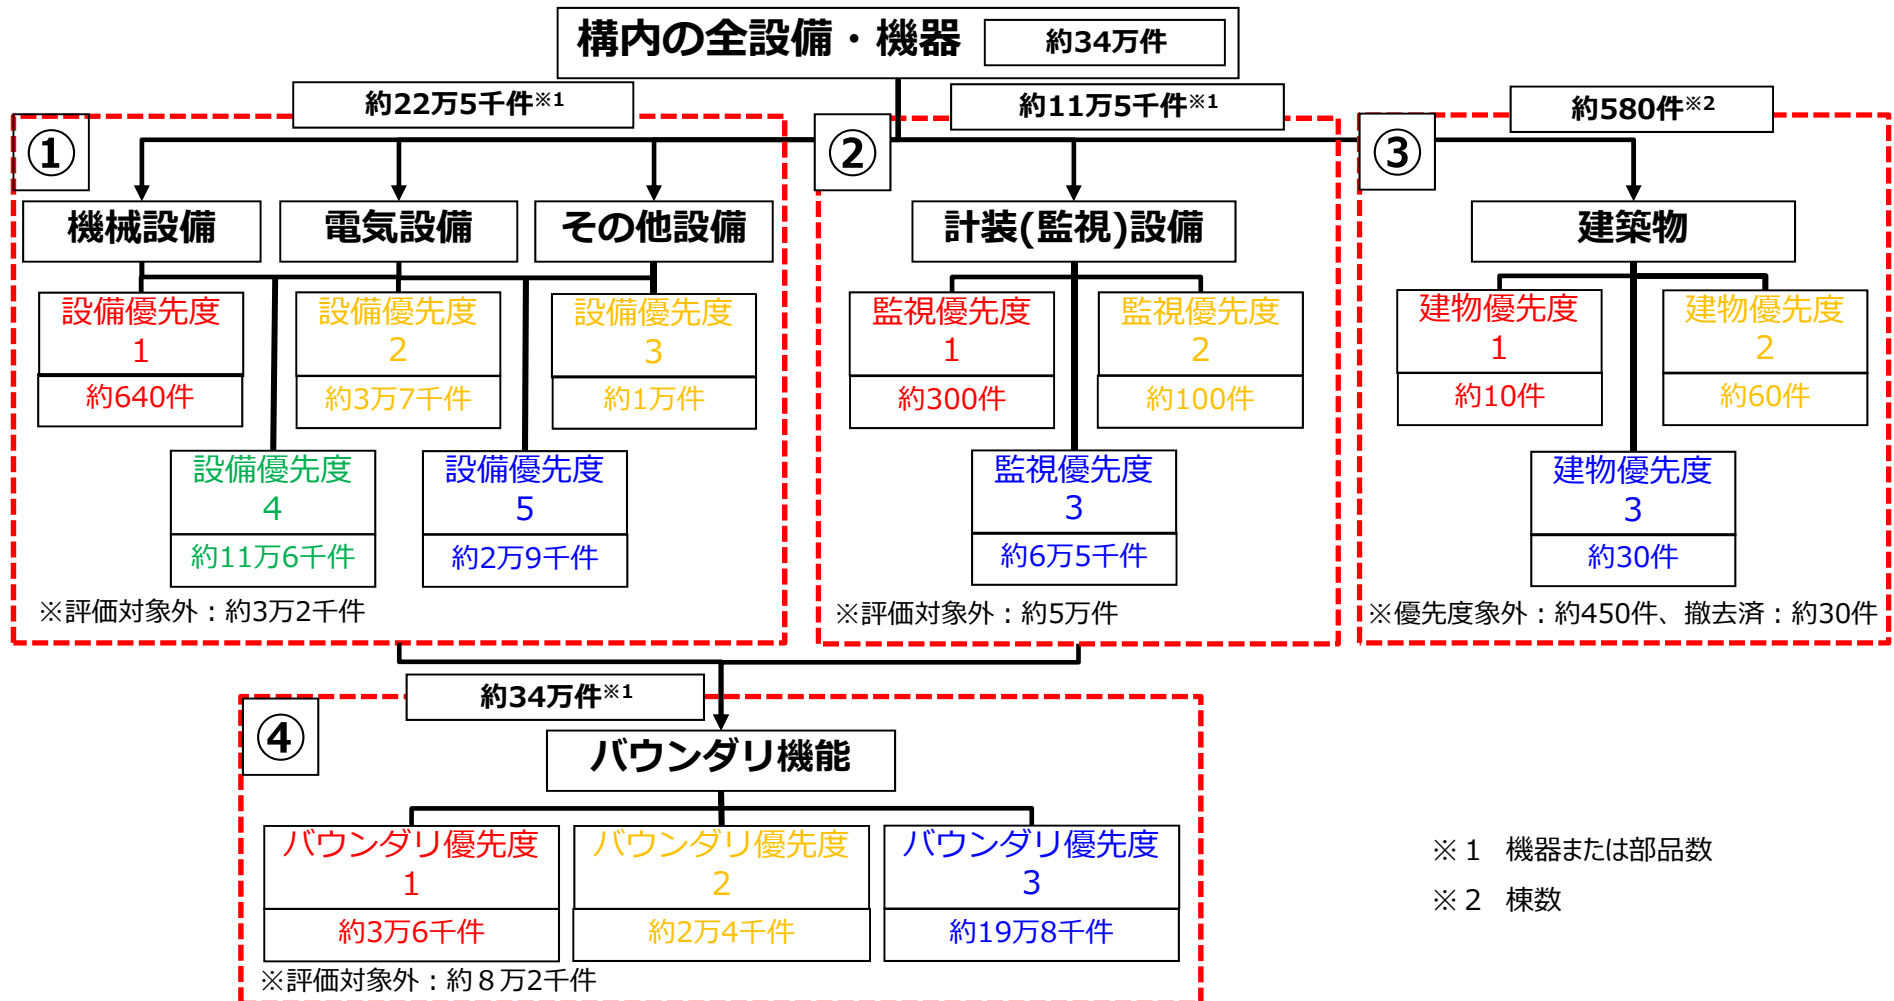 構内の全設備・機器
約34万件
約22万5千件※1
約11万5千件※1
約580件※2
①
②
③
機械設備
電気設備
その他設備
計装(監視)設備
建築物
設備優先度
1
約640件
設備優先度
2
約3万7千件
設備優先度
3
約1万件
設備優先度
4
約11万6千件
設備優先度
5
約2万9千件
※評価対象外：約3万2千件
監視優先度
1
約300件
監視優先度
2
約100件
監視優先度
3
約6万5千件
※評価対象外：約5万件
建物優先度
1
約10件
建物優先度
2
約60件
建物優先度
3
約30件
※優先度象外：約450件、撤去済：約30件
約34万件※1
④
バウンダリ機能
バウンダリ優先度
1
約3万6千件
バウンダリ優先度
2
約2万4千件
バウンダリ優先度
3
約19万8千件
※評価対象外：約８万2千件
※１　機器または部品数
※２　棟数